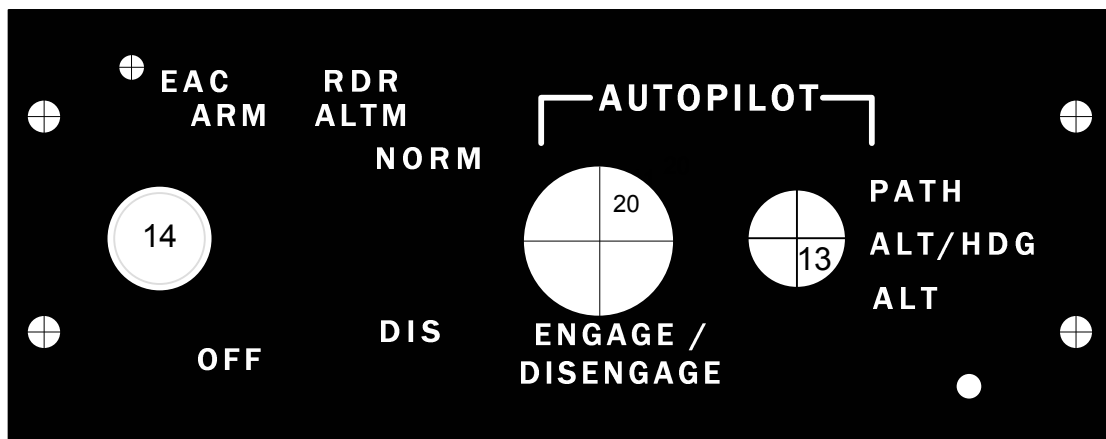 EAC RDR
ARM ALTM
AUTOPILOT
NORM
14
20
13
PATH
ALT/HDG
ALT
OFF
DIS
ENGAGE /
DISENGAGE